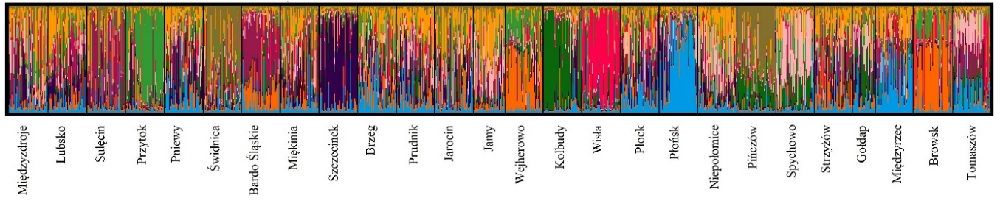 Międzyzdroje
Lubsko
Sulęcin
Przytok
Pniewy
Świdnica
Bardo Śląskie
Miękinia
Szczecinek
Brzeg
Prudnik
Jarocin
Jamy
Wejherowo
Kolbudy
Wisła
Płock
Płońsk
Niepołomice
Pińczów
Spychowo
Strzyżów
Gołdap
Międzyrzec
Browsk
Tomaszów